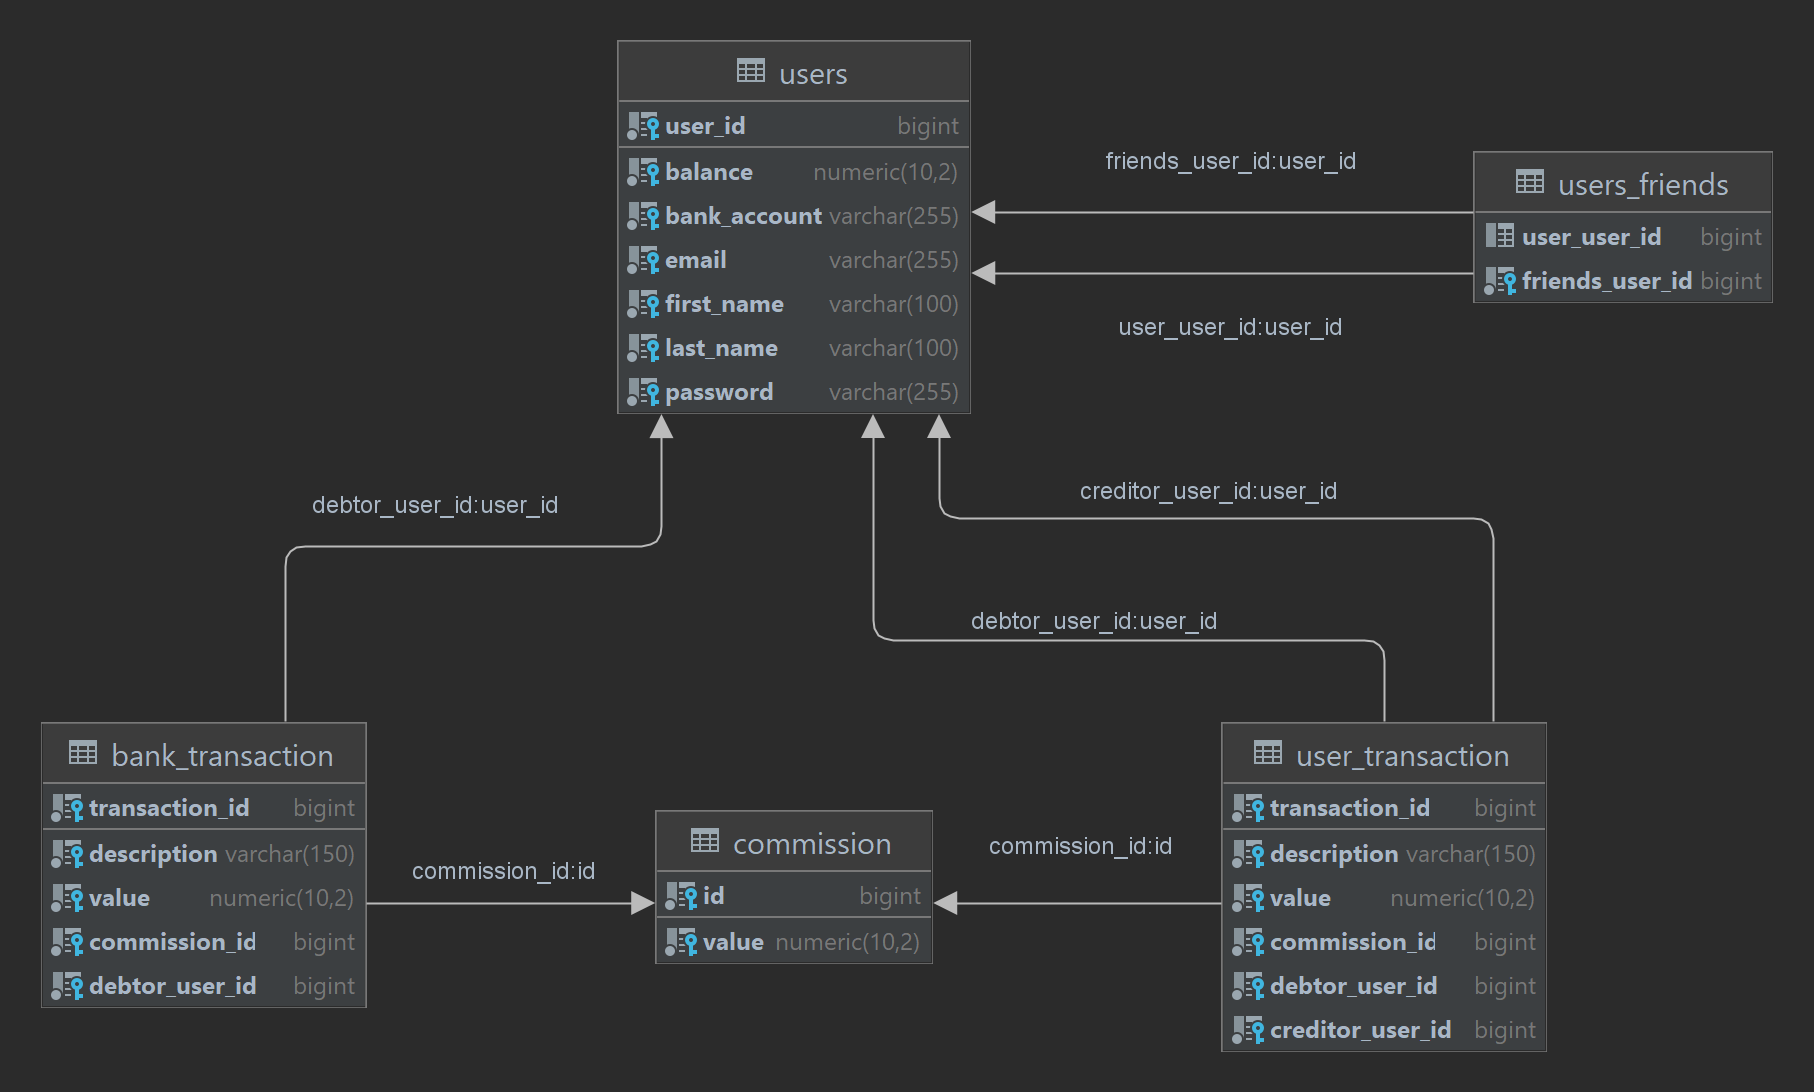 users
user_id bigint
balance numeric(10,2)
bank_account varchar(255)
email varchar(255)
first_name varchar(100)
last_name varchar(100)
password varchar(255)
friends_user_id:user_id
users_friends
user_user_id bigint
friends_user_id bigint
user_user_id:user_id
debtor_user_id:user_id
creditor_user_id:user_id
debtor_user_id:user_id
bank_transaction
transaction_id bigint
description varchar(150)
value numeric(10,2)
commission_id bigint
debtor_user_id bigint
commission_id:id
commission
id bigint
value numeric(10,2)
commission_id:id
user_transaction
transaction_id bigint
description varchar(150)
value numeric(10,2)
commission_id bigint
debtor_user_id bigint
creditor_user_id bigint